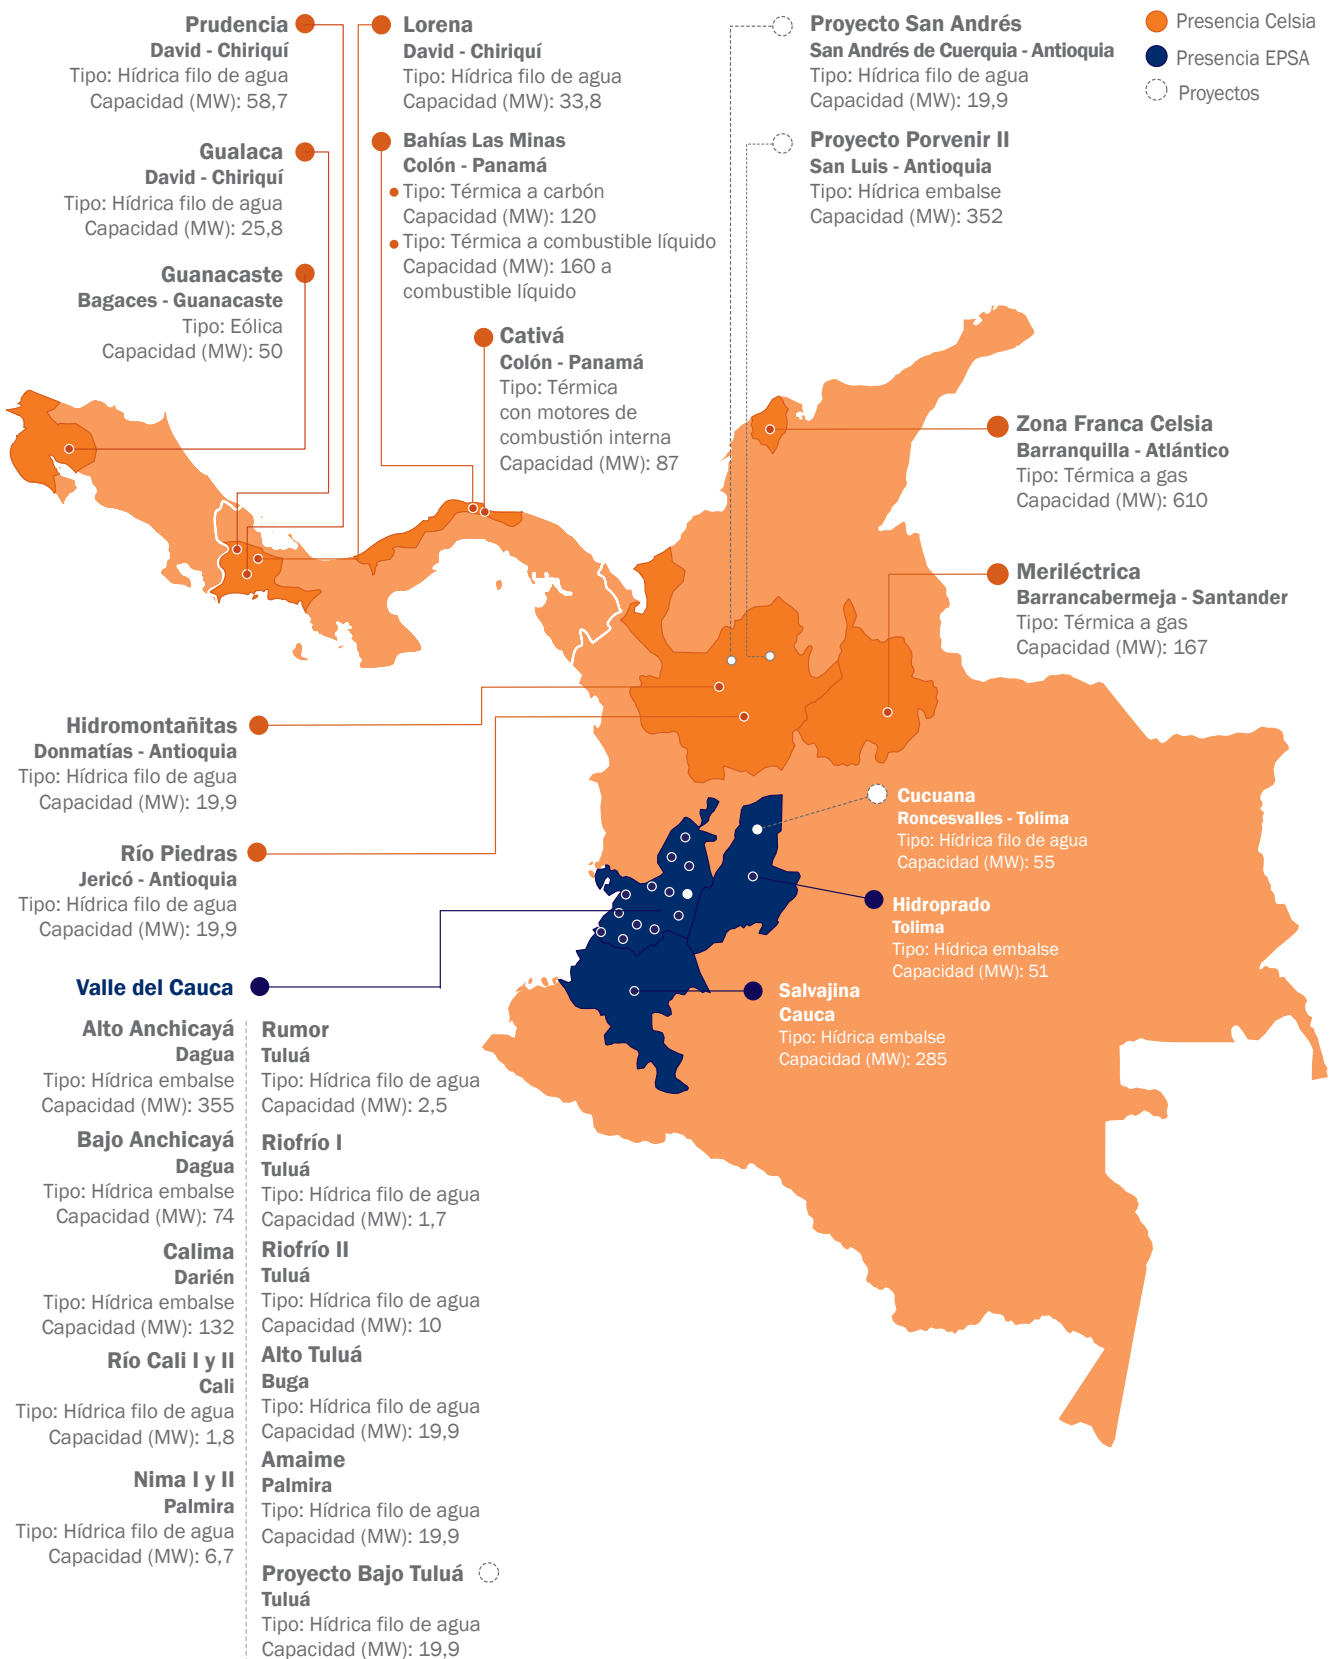 Prudencia
David - Chiriquí
Tipo: Hídrica filo de agua
Capacidad (MW): 58,7
Gualaca
David - Chiriquí
Tipo: Hídrica filo de agua
Capacidad (MW): 25,8
Guanacaste
Bagaces - Guanacaste
Tipo: Eólica
Capacidad (MW): 50
Lorena
David - Chiriquí
Tipo: Hídrica filo de agua
Capacidad (MW): 33,8
Bahías Las Minas
Colón - Panamá
Tipo: Térmica a carbón
Capacidad (MW): 120
Tipo: Térmica a combustible líquido
Capacidad (MW): 160 a
combustible líquido
Cativá
Colón - Panamá
Tipo: Térmica
con motores de
combustión interna
Capacidad (MW): 87
Proyecto San Andrés
San Andrés de Cuerquia - Antioquia
Tipo: Hídrica filo de agua
Capacidad (MW): 19,9
Proyecto Porvenir II
San Luis - Antioquia
Tipo: Hídrica embalse
Capacidad (MW): 352
Presencia Celsia
Presencia EPSA
Proyectos
Zona Franca Celsia
Barranquilla - Atlántico
Tipo: Térmica a gas
Capacidad (MW): 610
Meriléctrica
Barrancabermeja - Santander
Tipo: Térmica a gas
Capacidad (MW): 167
Hidromontañitas
Donmatías - Antioquia
Tipo: Hídrica filo de agua
Capacidad (MW): 19,9
Río Piedras
Jericó - Antioquia
Tipo: Hídrica filo de agua
Capacidad (MW): 19,9
Cucuana
Roncesvalles - Tolima
Tipo: Hídrica filo de agua
Capacidad (MW): 55
Hidroprado
Tolima
Tipo: Hídrica embalse
Capacidad (MW): 51
Salvajina
Cauca
Tipo: Hídrica embalse
Capacidad (MW): 285
Valle del Cauca
Alto Anchicayá
Dagua
Tipo: Hídrica embalse
Capacidad (MW): 355
Bajo Anchicayá
Dagua
Tipo: Hídrica embalse
Capacidad (MW): 74
Calima
Darién
Tipo: Hídrica embalse
Capacidad (MW): 132
Río Cali I y II
Cali
Tipo: Hídrica filo de agua
Capacidad (MW): 1,8
Nima I y II
Palmira
Tipo: Hídrica filo de agua
Capacidad (MW): 6,7
Rumor
Tuluá
Tipo: Hídrica filo de agua
Capacidad (MW): 2,5
Riofrío I
Tuluá
Tipo: Hídrica filo de agua
Capacidad (MW): 1,7
Riofrío II
Tuluá
Tipo: Hídrica filo de agua
Capacidad (MW): 10
Alto Tuluá
Buga
Tipo: Hídrica filo de agua
Capacidad (MW): 19,9
Amaime
Palmira
Tipo: Hídrica filo de agua
Capacidad (MW): 19,9
Proyecto Bajo Tuluá
Tuluá
Tipo: Hídrica filo de agua
Capacidad (MW): 19,9